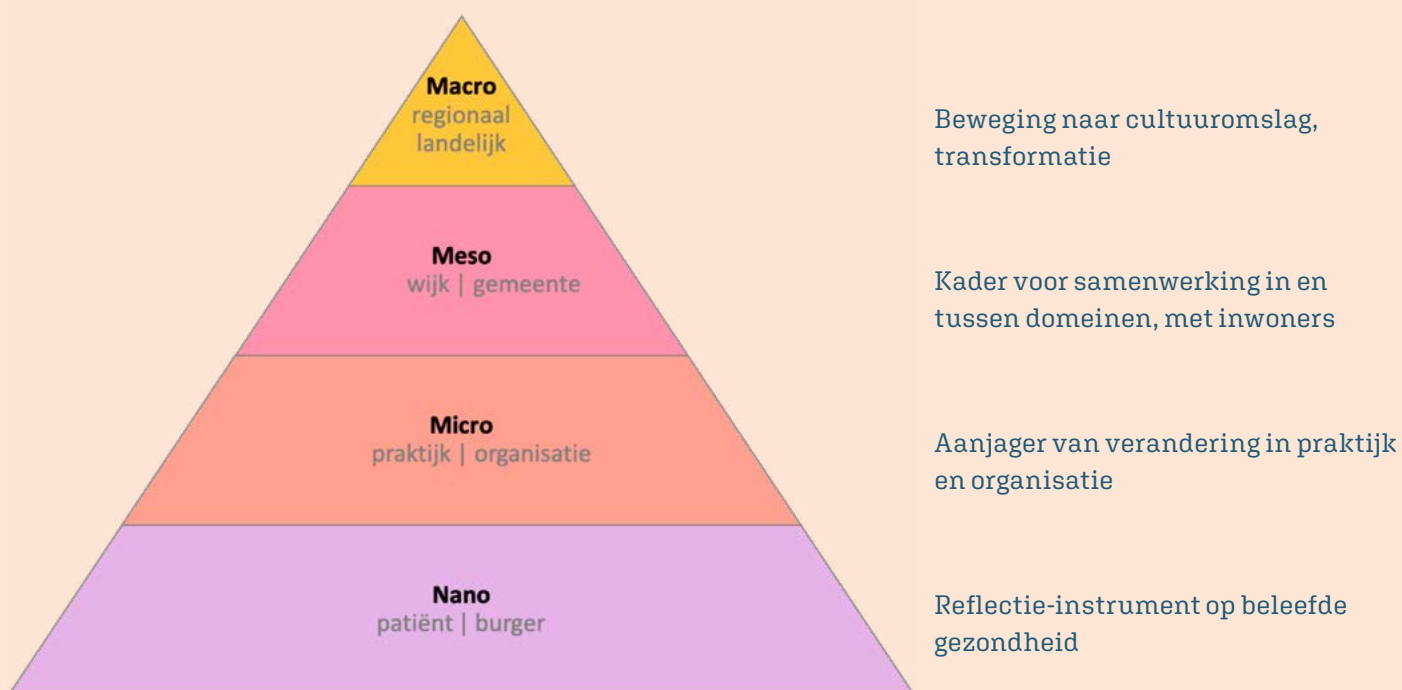 Macro
regionaal
landelijk
Beweging naar cultuuromslag,
transformatie
Meso
wijk | gemeente
Kader voor samenwerking in en
tussen domeinen, met inwoners
Micro
praktijk | organisatie
Aanjager van verandering in praktijk
en organisatie
Nano
patiënt | burger
Reflectie-instrument op beleefde
gezondheid